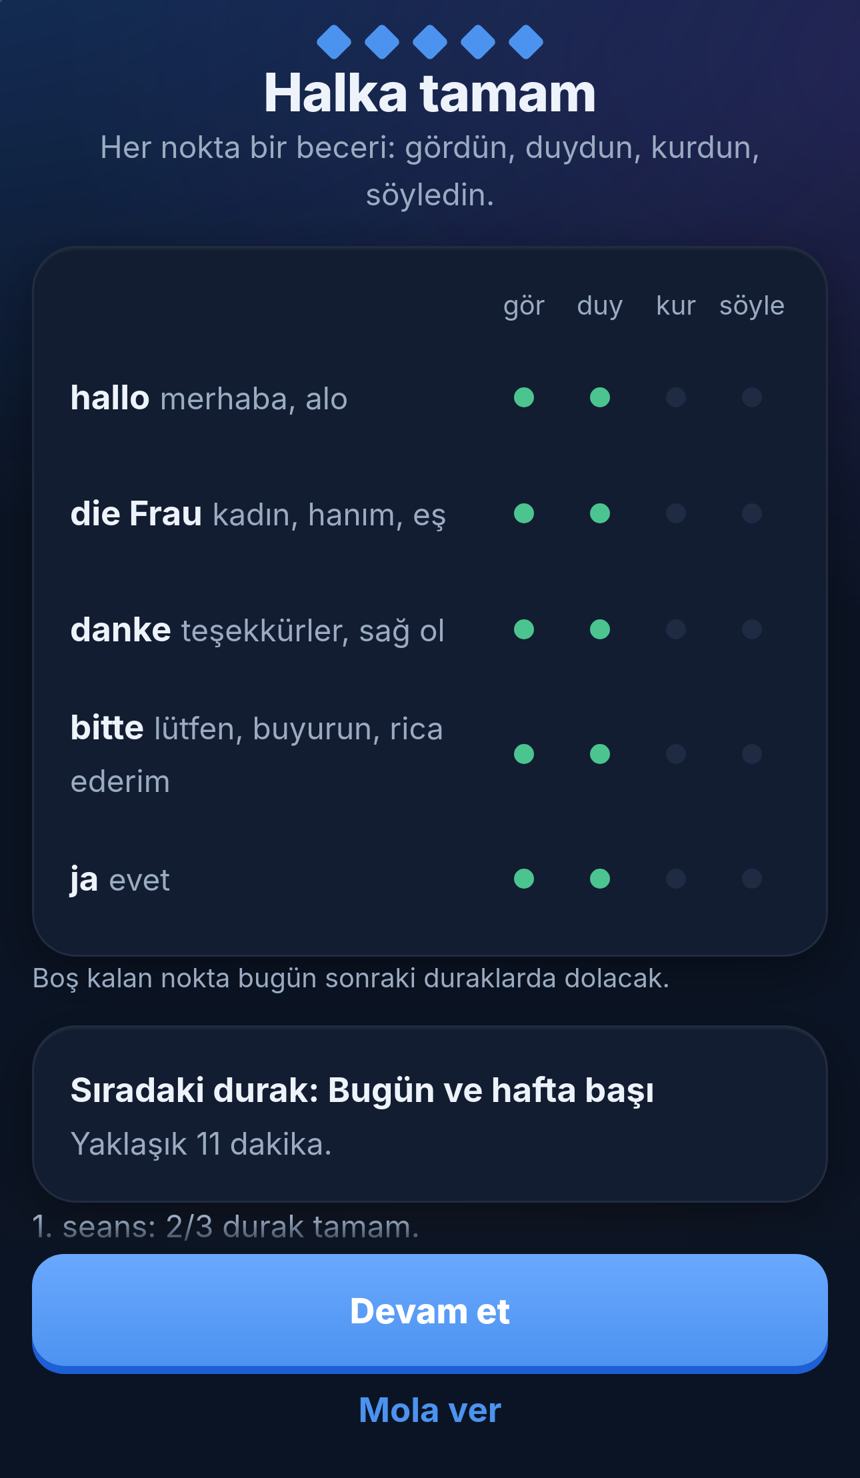 Halka tamam
Her nokta bir beceri: gördün, duydun, kurdun,
söyledin.
gör duy kur söyle
hallo merhaba, alo
die Frau kadın, hanım, eş
danke teşekkürler, sağ ol
bitte lütfen, buyurun, rica
ederim
ja evet
Boş kalan nokta bugün sonraki duraklarda dolacak.
Sıradaki durak: Bugün ve hafta başı
Yaklaşık 11 dakika.
1. seans: 2/3 durak tamam.
Devam et
Mola ver